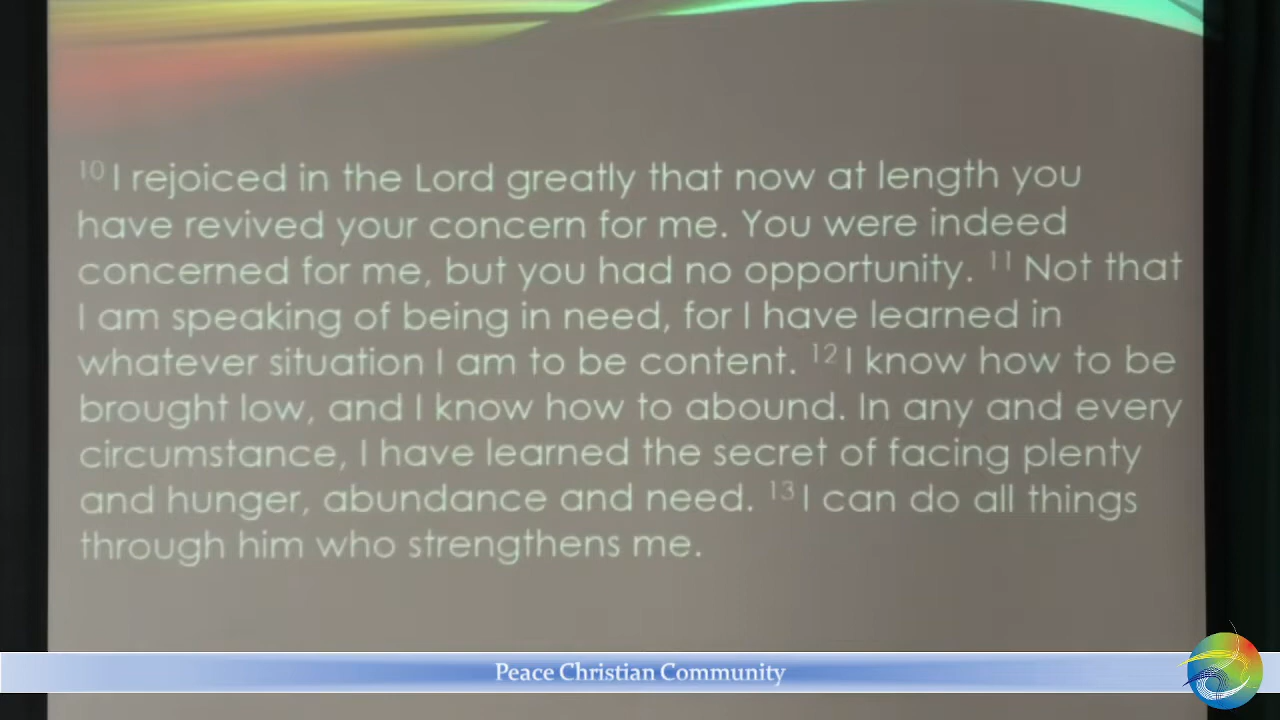 10 I rejoiced in the Lord greatly that now at length you
have revived your concern for me. You were indeed
concerned for me, but you had no opportunity. 11 Not that
I am speaking of being in need, for I have learned in
whatever situation I am to be content. 12 I know how to be
brought low, and I know how to abound. In any and every
circumstance, I have learned the secret of facing plenty
and hunger, abundance and need. 13 I can do all things
through him who strengthens me.
Peace Christian Community